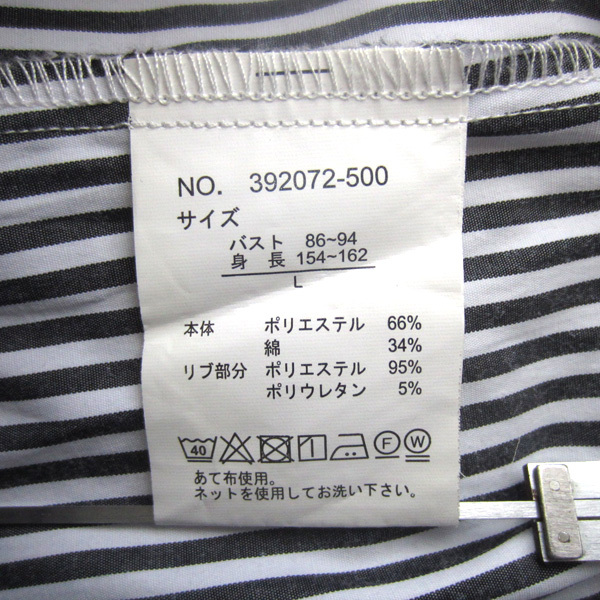 NO. 392072-500
サイズ
バスト 86~94
身 長 154~162
L
本体 ポリエステル 66%
綿 34%
リブ部分 ポリエステル 95%
ポリウレタン 5%
40 F W
あて布使用。
ネットを使用してお洗い下さい。